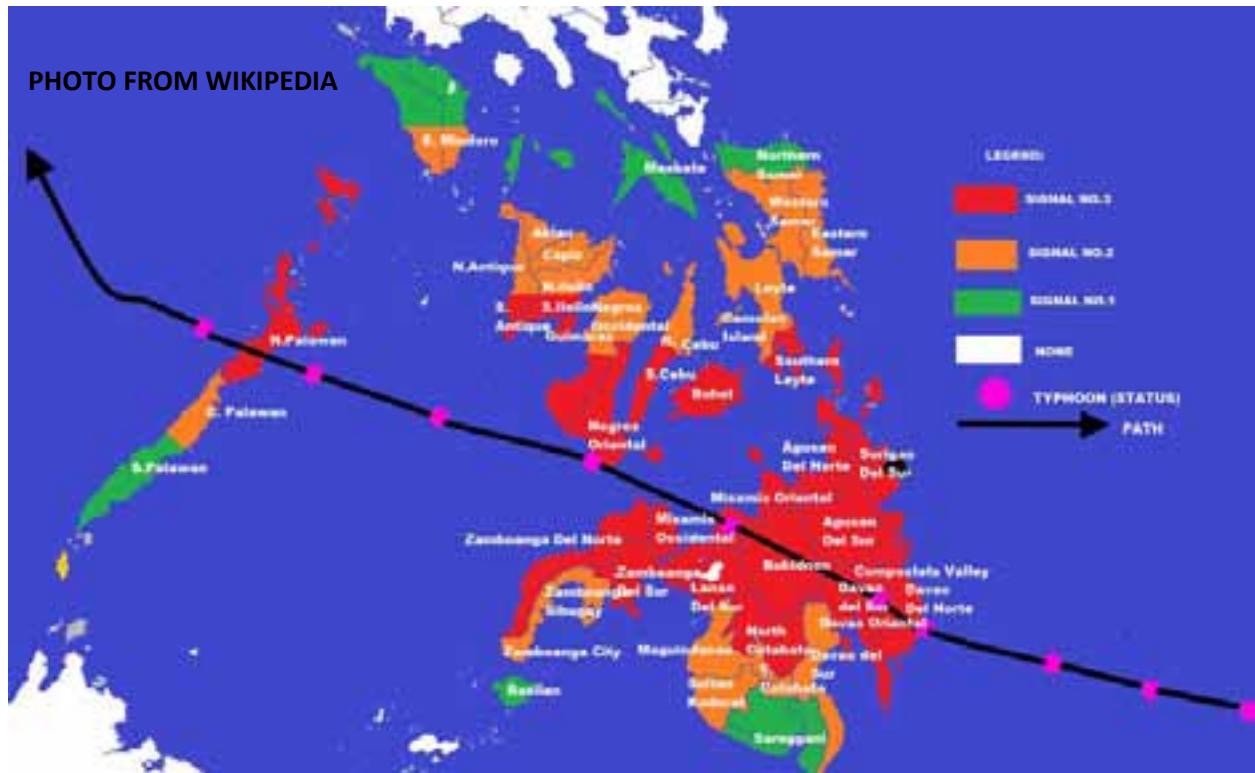 PHOTO FROM WIKIPEDIA
Northern
Samar
LEGEND:
Masbate
SIGNAL NO.3
Western
Samar
Eastern
Samar
Aklan
SIGNAL NO.2
Capiz
N.Antique
Leyte
SIGNAL NO.1
S.
Antique
Negros
Occidental
Guimaras
Island
N.Palawan
Cebu
NONE
Southern
Leyte
S.Cebu
Bohol
TYPHOON (STATUS)
C. Palawan
PATH
Negros
Oriental
Agusan
Del Norte
Surigao
Del Sur
S.Palawan
Misamis Oriental
Misamis
Occidental
Agusan
Del Sur
Zamboanga Del Norte
Bukidnon
Compostela Valley
Zamboanga
Del Sur
Lanao
Del Sur
Davao
del Sur
Davao
Del Norte
Zamboanga
Sibugay
Davao Oriental
North
Cotabato
Zamboanga City
Maguindanao
Davao del
Sur
S.
Cotabato
Sultan
Kudarat
Basilan
Sarangani